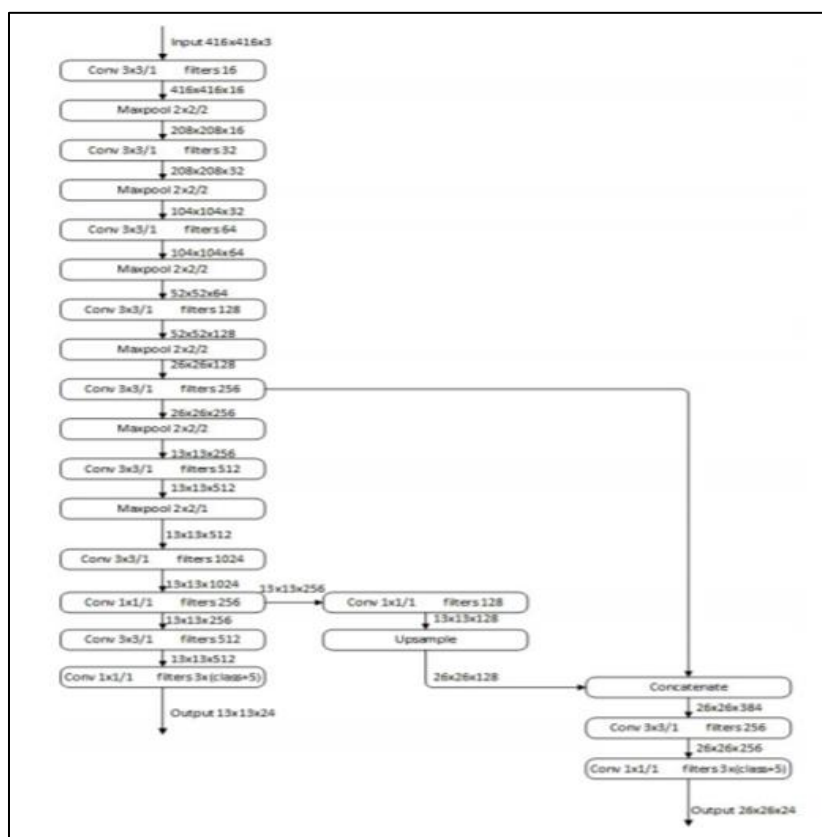 Input 416x416x3
Conv 3x3/1 filters 16
416x416x16
Maxpool 2x2/2
208x208x16
Conv 3x3/1 filters 32
208x208x32
Maxpool 2x2/2
104x104x32
Conv 3x3/1 filters 64
104x104x64
Maxpool 2x2/2
52x52x64
Conv 3x3/1 filters 128
52x52x128
Maxpool 2x2/2
26x26x128
Conv 3x3/1 filters 256
26x26x256
Maxpool 2x2/2
13x13x256
Conv 3x3/1 filters 512
13x13x512
Maxpool 2x2/1
13x13x512
Conv 3x3/1 filters 1024
13x13x1024
Conv 1x1/1 filters 256
13x13x256
Conv 3x3/1 filters 512
13x13x512
Conv 1x1/1 filters 3x(class+5)
Output 13x13x24
13x13x256
Conv 1x1/1 filters 128
13x13x128
Upsample
26x26x128
Concatenate
26x26x384
Conv 3x3/1 filters 256
26x26x256
Conv 1x1/1 filters 3x(class+5)
Output 26x26x24